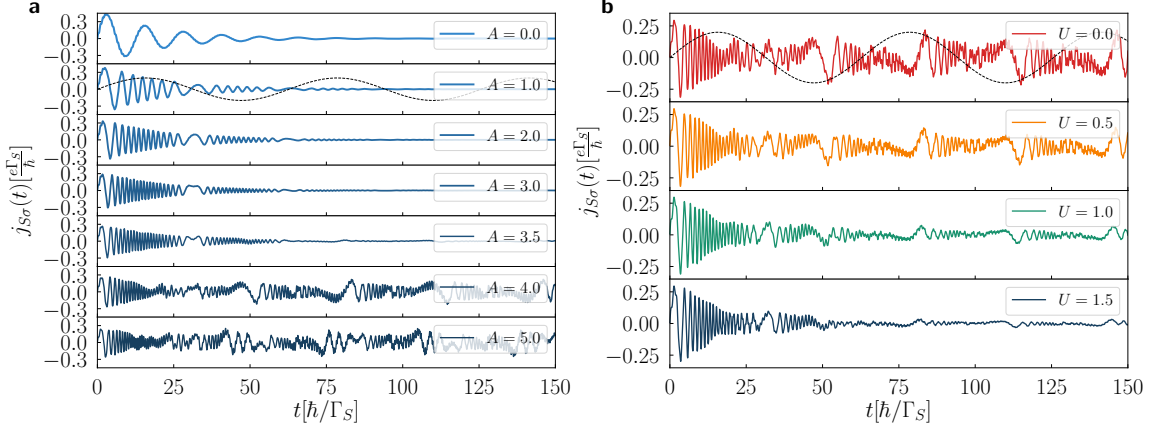 a
0.3
0.0
−0.3
A = 0.0
0.3
0.0
−0.3
A = 1.0
0.3
0.0
−0.3
A = 2.0
0.3
0.0
−0.3
A = 3.0
0.3
0.0
−0.3
A = 3.5
0.3
0.0
−0.3
A = 4.0
0.3
0.0
−0.3
A = 5.0
j_{Sσ}(t)[eΓ_S/ħ]
0 25 50 75 100 125 150
t[ħ/Γ_S]
b
0.25
0.00
−0.25
U = 0.0
0.25
0.00
−0.25
U = 0.5
0.25
0.00
−0.25
U = 1.0
0.25
0.00
−0.25
U = 1.5
j_{Sσ}(t)[eΓ_S/ħ]
0 25 50 75 100 125 150
t[ħ/Γ_S]